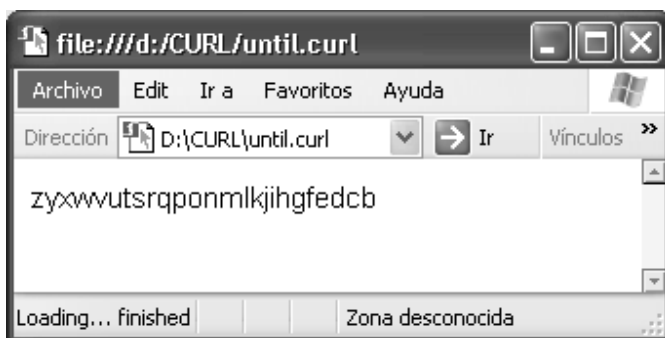 file:///d:/CURL/until.curl
Archivo Edit Ir a Favoritos Ayuda
Dirección D:\CURL\until.curl Ir Vínculos »
zyxwvutsrqponmlkjihgfedcb
Loading... finished Zona desconocida